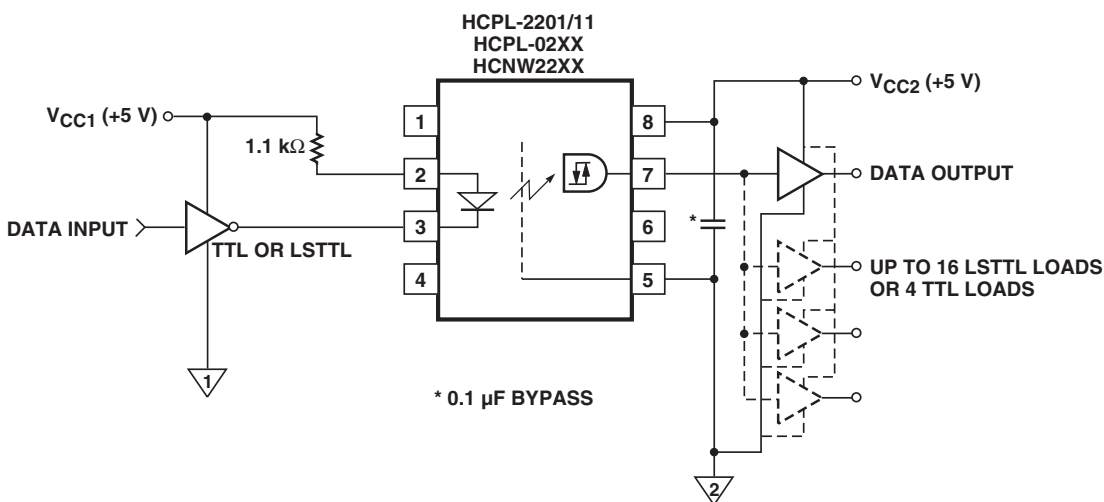 HCPL-2201/11
HCPL-02XX
HCNW22XX
VCC1 (+5 V)
1.1 kΩ
DATA INPUT
TTL OR LSTTL
1
2
3
4
8
7
6
5
*
VCC2 (+5 V)
DATA OUTPUT
UP TO 16 LSTTL LOADS
OR 4 TTL LOADS
* 0.1 µF BYPASS
1
2